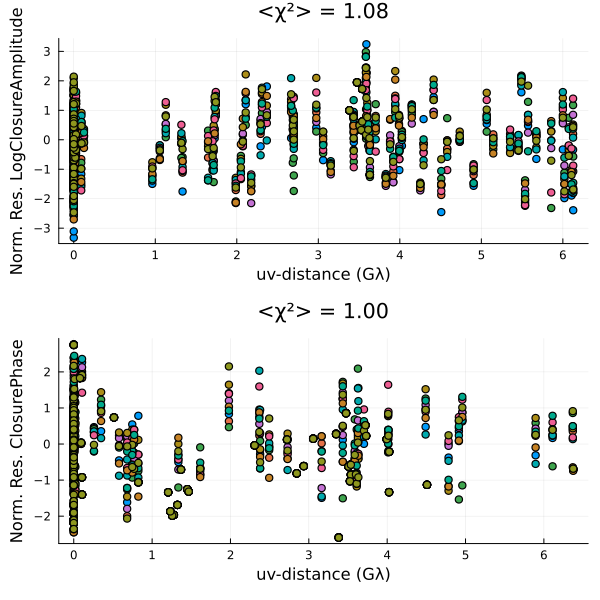 <χ²> = 1.08
Norm. Res. LogClosureAmplitude
3
2
1
0
−1
−2
−3
0 1 2 3 4 5 6
uv-distance (Gλ)
<χ²> = 1.00
Norm. Res. ClosurePhase
2
1
0
−1
−2
0 1 2 3 4 5 6
uv-distance (Gλ)